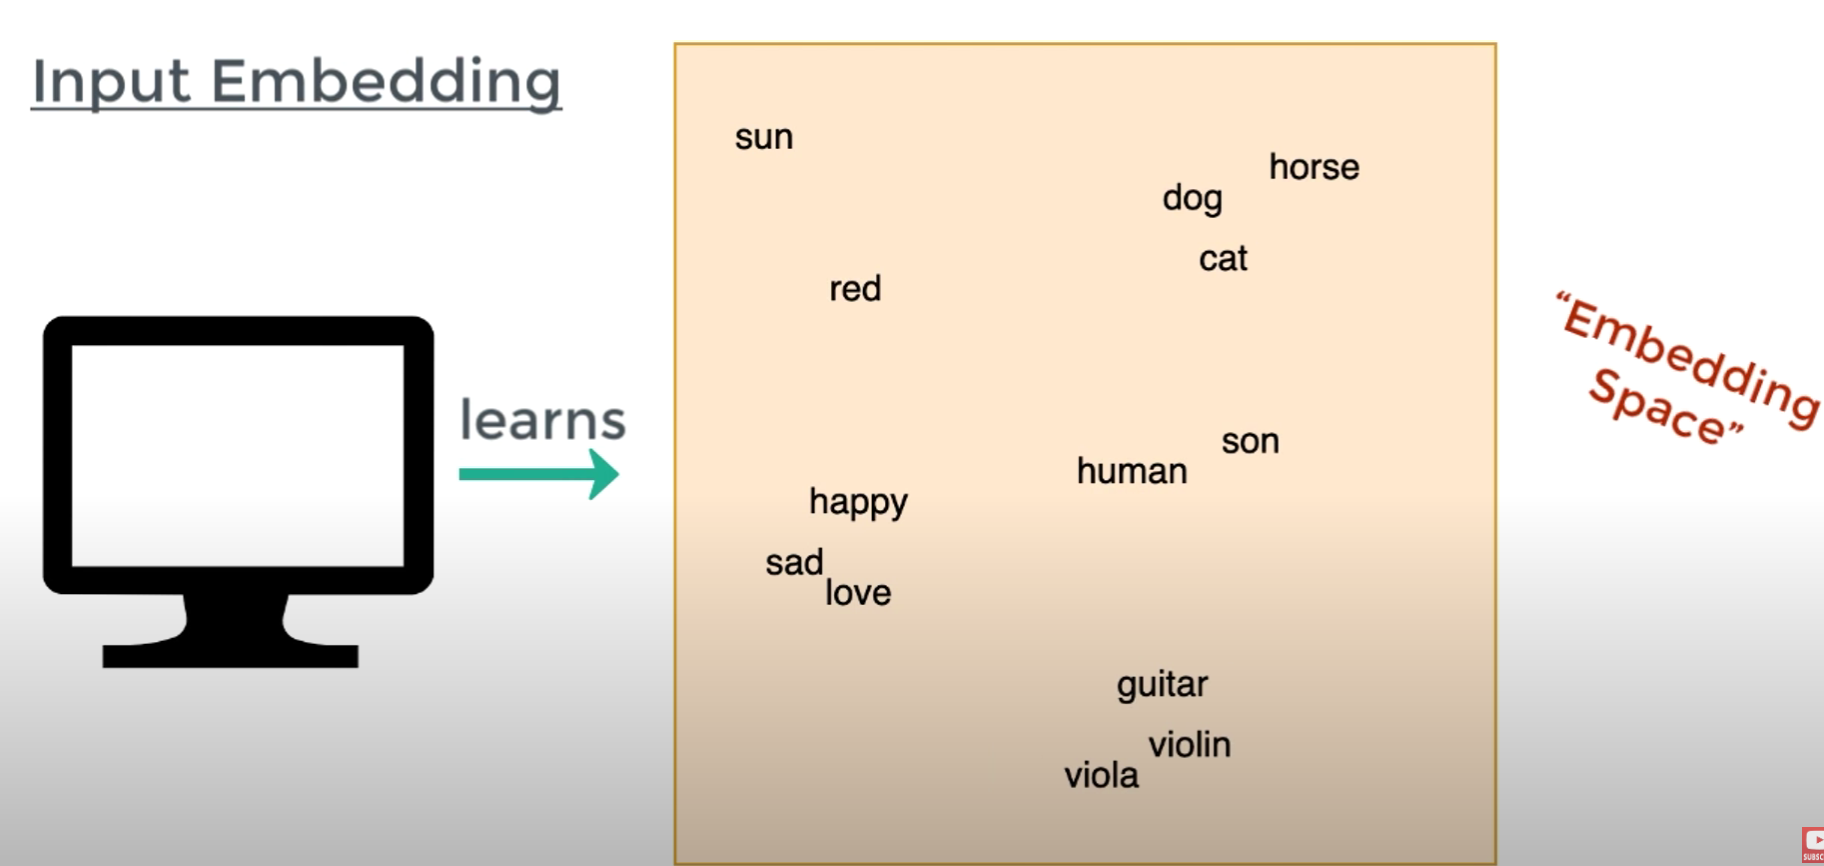 Input Embedding
sun
horse
dog
cat
red
"Embedding
Space"
learns
son
human
happy
sad
love
guitar
violin
viola